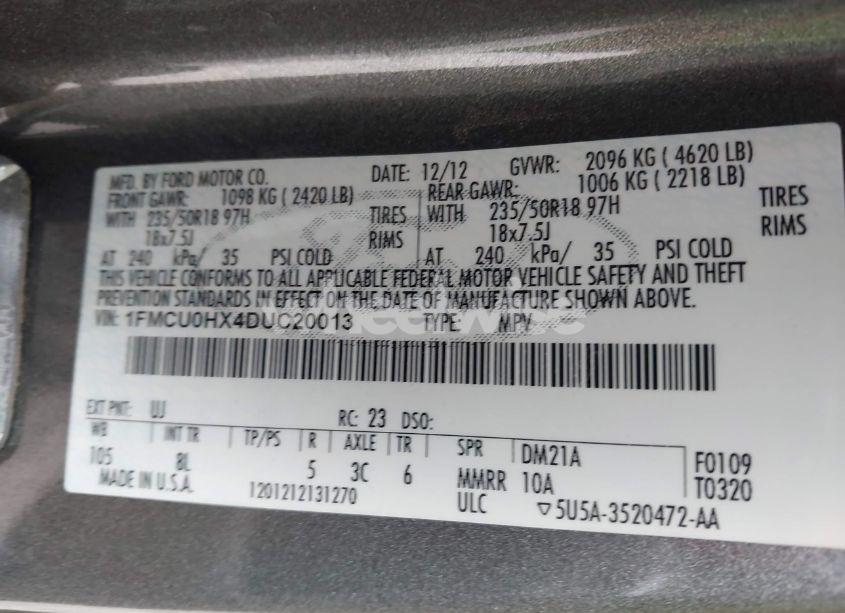 MFD. BY FORD MOTOR CO. DATE: 12/12 GVWR: 2096 KG ( 4620 LB)
FRONT GAWR: 1098 KG ( 2420 LB) REAR GAWR: 1006 KG ( 2218 LB)
WITH 235/50R18 97H TIRES WITH 235/50R18 97H TIRES
18x7.5J RIMS 18x7.5J RIMS
AT 240 kPa/ 35 PSI COLD AT 240 kPa/ 35 PSI COLD
THIS VEHICLE CONFORMS TO ALL APPLICABLE FEDERAL MOTOR VEHICLE SAFETY AND THEFT
PREVENTION STANDARDS IN EFFECT ON THE DATE OF MANUFACTURE SHOWN ABOVE.
VIN: 1FMCU0HX4DUC20013 TYPE: MPV
EXT PNT: UJ RC: 23 DSO:
WB INT TR TP/PS R AXLE TR SPR DM21A F0109
105 8L 5 3C 6 MMRR 10A T0320
MADE IN U.S.A. 1201212131270 ULC ▽5U5A-3520472-AA